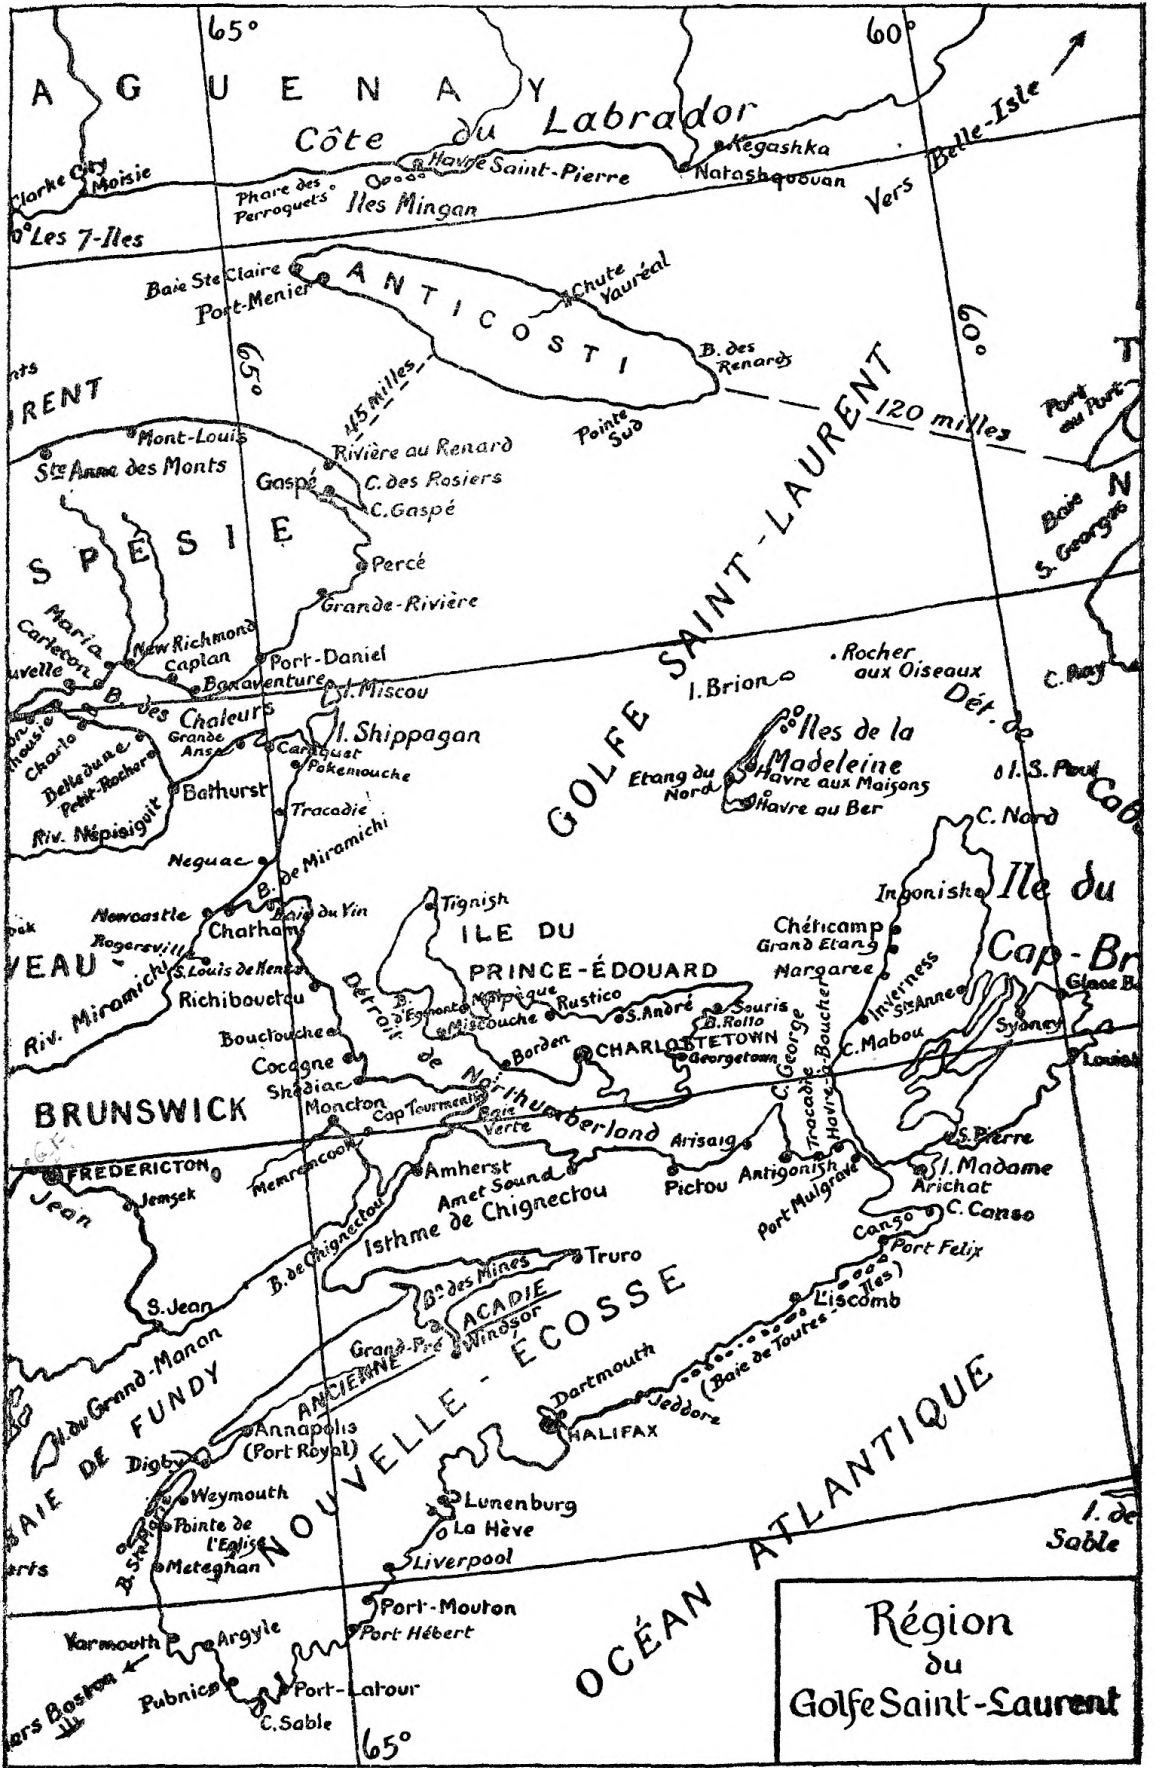 65°
60°
A G U E N A Y
Côte du Labrador
Vers Belle-Isle
Clarke City
Moisie
Havre Saint-Pierre
Kegashka
Natashquouan
Phare des
Perroquets
Iles Mingan
Les 7-Iles
Baie Ste Claire
Port-Menier
ANTICOSTI
Chute
Vauréal
B. des
Renards
Pointe
Sud
65°
60°
45 milles
120 milles
T
Port
au Port
N
Baie
S. Georges
RENT
Mont-Louis
Ste Anne des Monts
Rivière au Renard
Gaspé
C. des Rosiers
C. Gaspé
SPÉSIE
Percé
Grande-Rivière
GOLFE SAINT-LAURENT
Maria
Carleton
New Richmond
Caplan
Port-Daniel
Bonaventure
B. des Chaleurs
I. Miscou
I. Shippagan
Charlo
Belledune
Petit-Rocher
Grande
Anse
Caraquet
Pokemouche
Bathurst
Riv. Népisiguit
Tracadie
Rocher
aux Oiseaux
I. Brion
C. Ray
Dét. de
Cab
Iles de la
Madeleine
Etang du
Nord
Havre aux Maisons
Havre au Ber
I. S. Paul
C. Nord
Neguac
B. de Miramichi
Newcastle
Chatham
Baie du Vin
Rogersville
VEAU
BRUNSWICK
S. Louis de Kent
Richibouctou
Riv. Miramichi
Bouctouche
Cocagne
Shediac
Moncton
Cap Tourmentin
Détroit de Northumberland
Tignish
ILE DU
PRINCE-ÉDOUARD
B.
d'Egmont
Malpèque
Miscouche
Rustico
S. André
Souris
B. Rollo
Borden
CHARLOTTETOWN
Georgetown
Ingonish
Ile du
Cap-Br
Chéticamp
Grand Etang
Margaree
Inverness
Ste Anne
Sydney
Glace B
Louisb
C. Mabou
C. George
Tracadie
Havre-à-Boucher
S. Pierre
I. Madame
Arichat
C. Canso
Canso
Port Felix
Baie
Verte
Arisaig
Antigonish
Port Mulgrave
Pictou
Amherst
Amet Sound
Isthme de Chignectou
Memramcook
B. de Chignectou
FREDERICTON
Jean
Jemsek
S. Jean
Bn des Mines
Truro
ANCIENNE ACADIE
Grand-Pré
Windsor
NOUVELLE-ÉCOSSE
Liscomb
(Baie de Toutes-Iles)
Jeddore
Dartmouth
HALIFAX
I. du Grand-Manan
BAIE DE FUNDY
Annapolis
(Port Royal)
Digby
Weymouth
Pointe de
l'Eglise
B. Ste Marie
Meteghan
Lunenburg
La Hève
Liverpool
Port-Mouton
Port Hébert
Yarmouth
Argyle
Pubnico
Port-Latour
C. Sable
ers Boston
65°
OCÉAN ATLANTIQUE
I. de
Sable
Région
du
Golfe Saint-Laurent